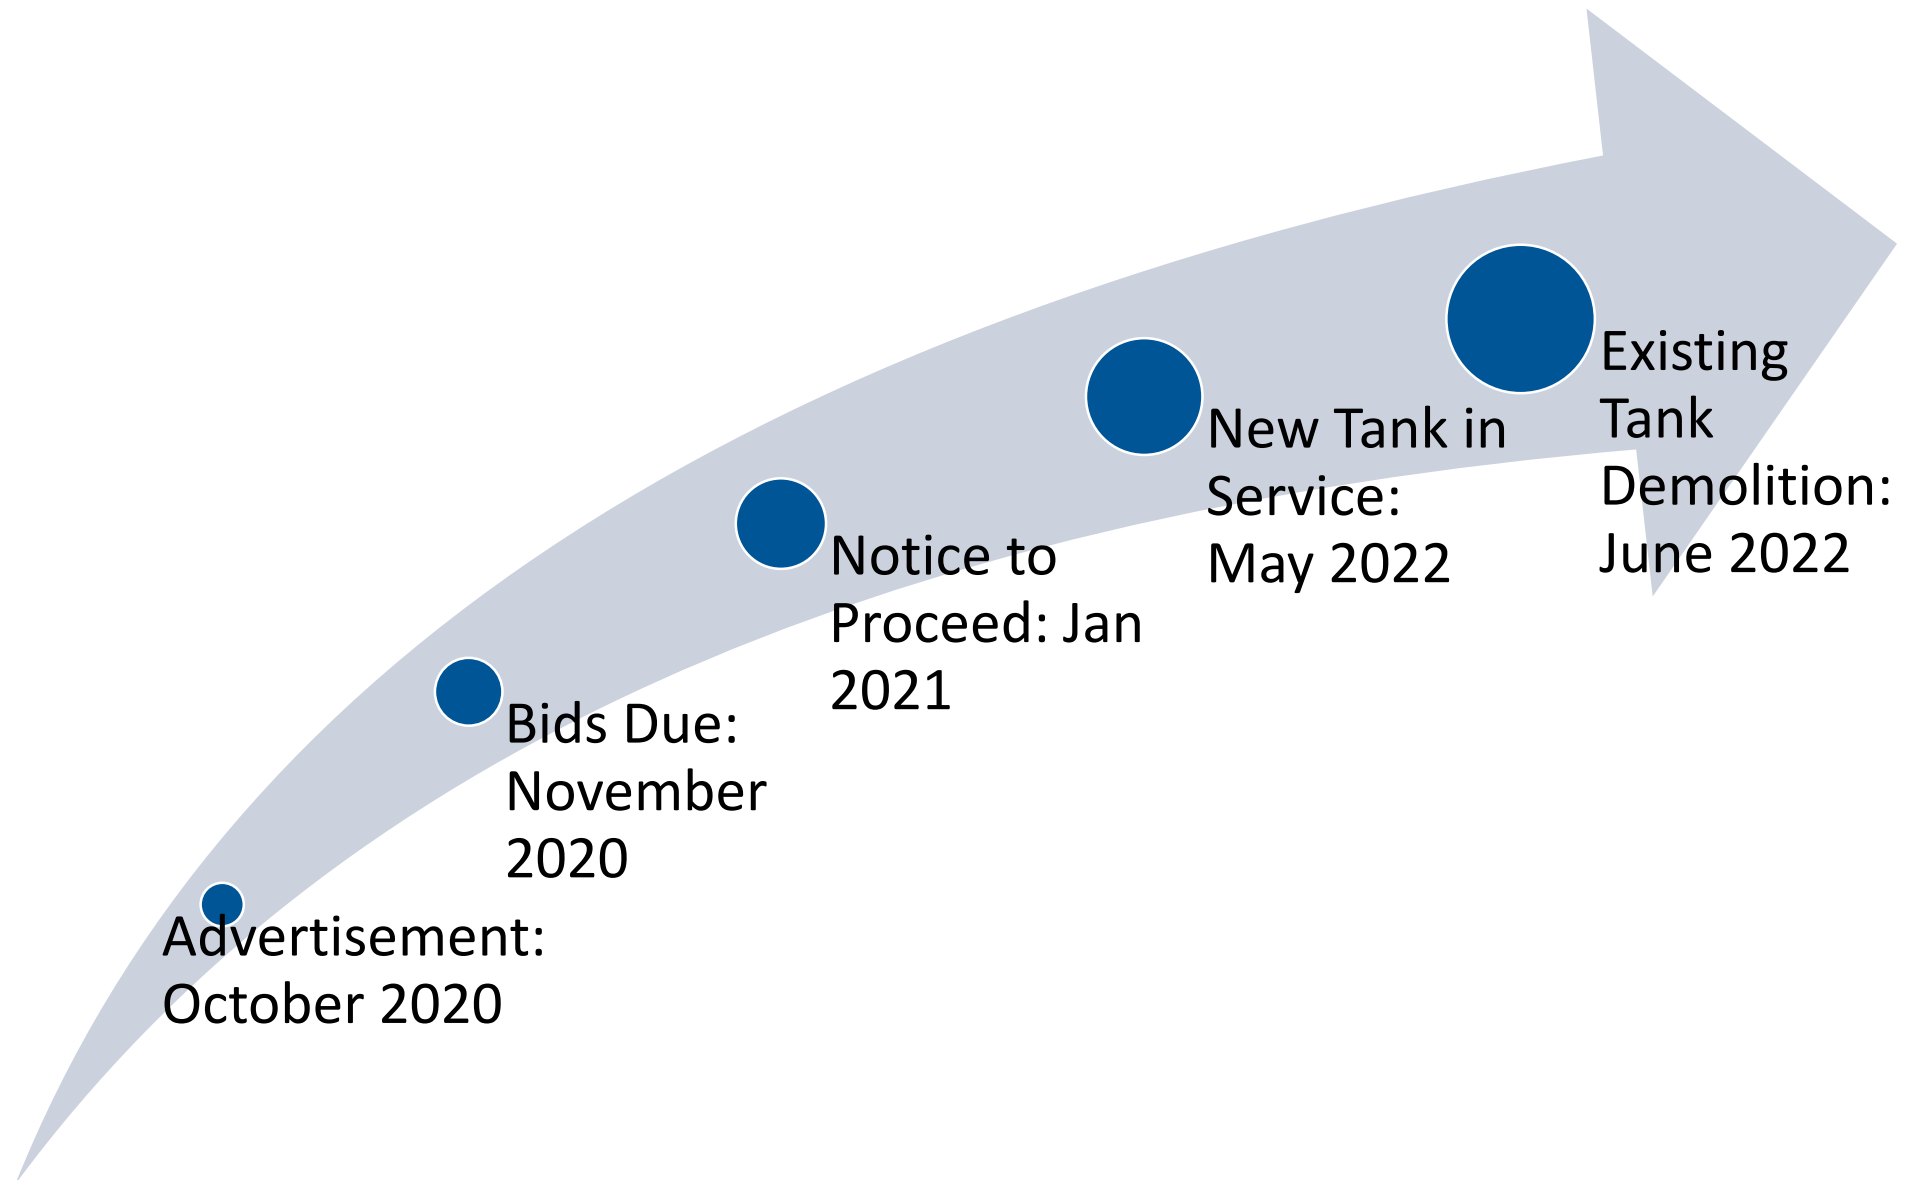 Advertisement:
October 2020
Bids Due:
November
2020
Notice to
Proceed: Jan
2021
New Tank in
Service:
May 2022
Existing
Tank
Demolition:
June 2022